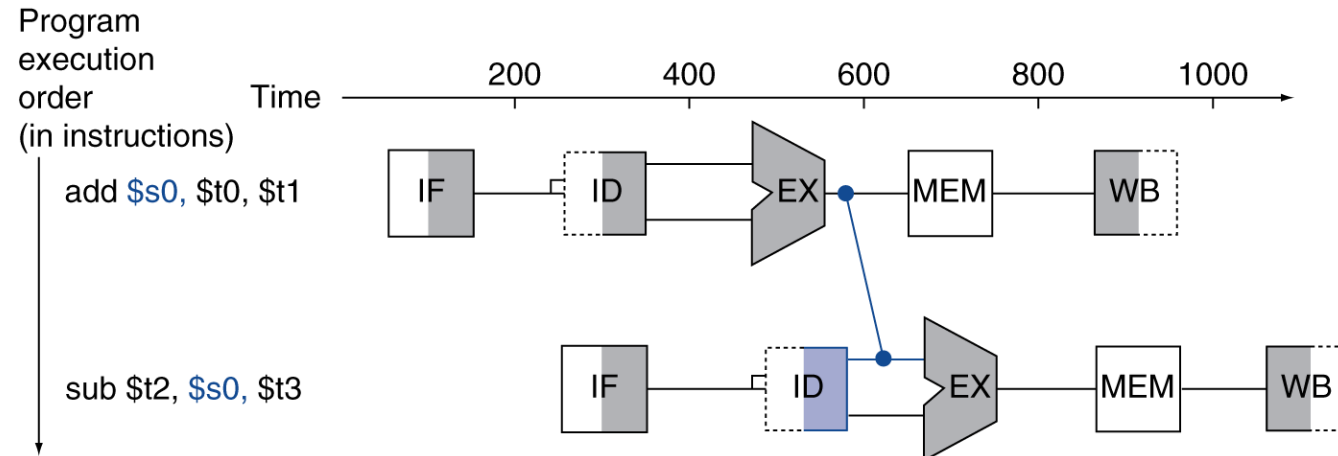 Program
execution
order
(in instructions)
Time
200 400 600 800 1000
add $s0, $t0, $t1
IF ID EX MEM WB
sub $t2, $s0, $t3
IF ID EX MEM WB